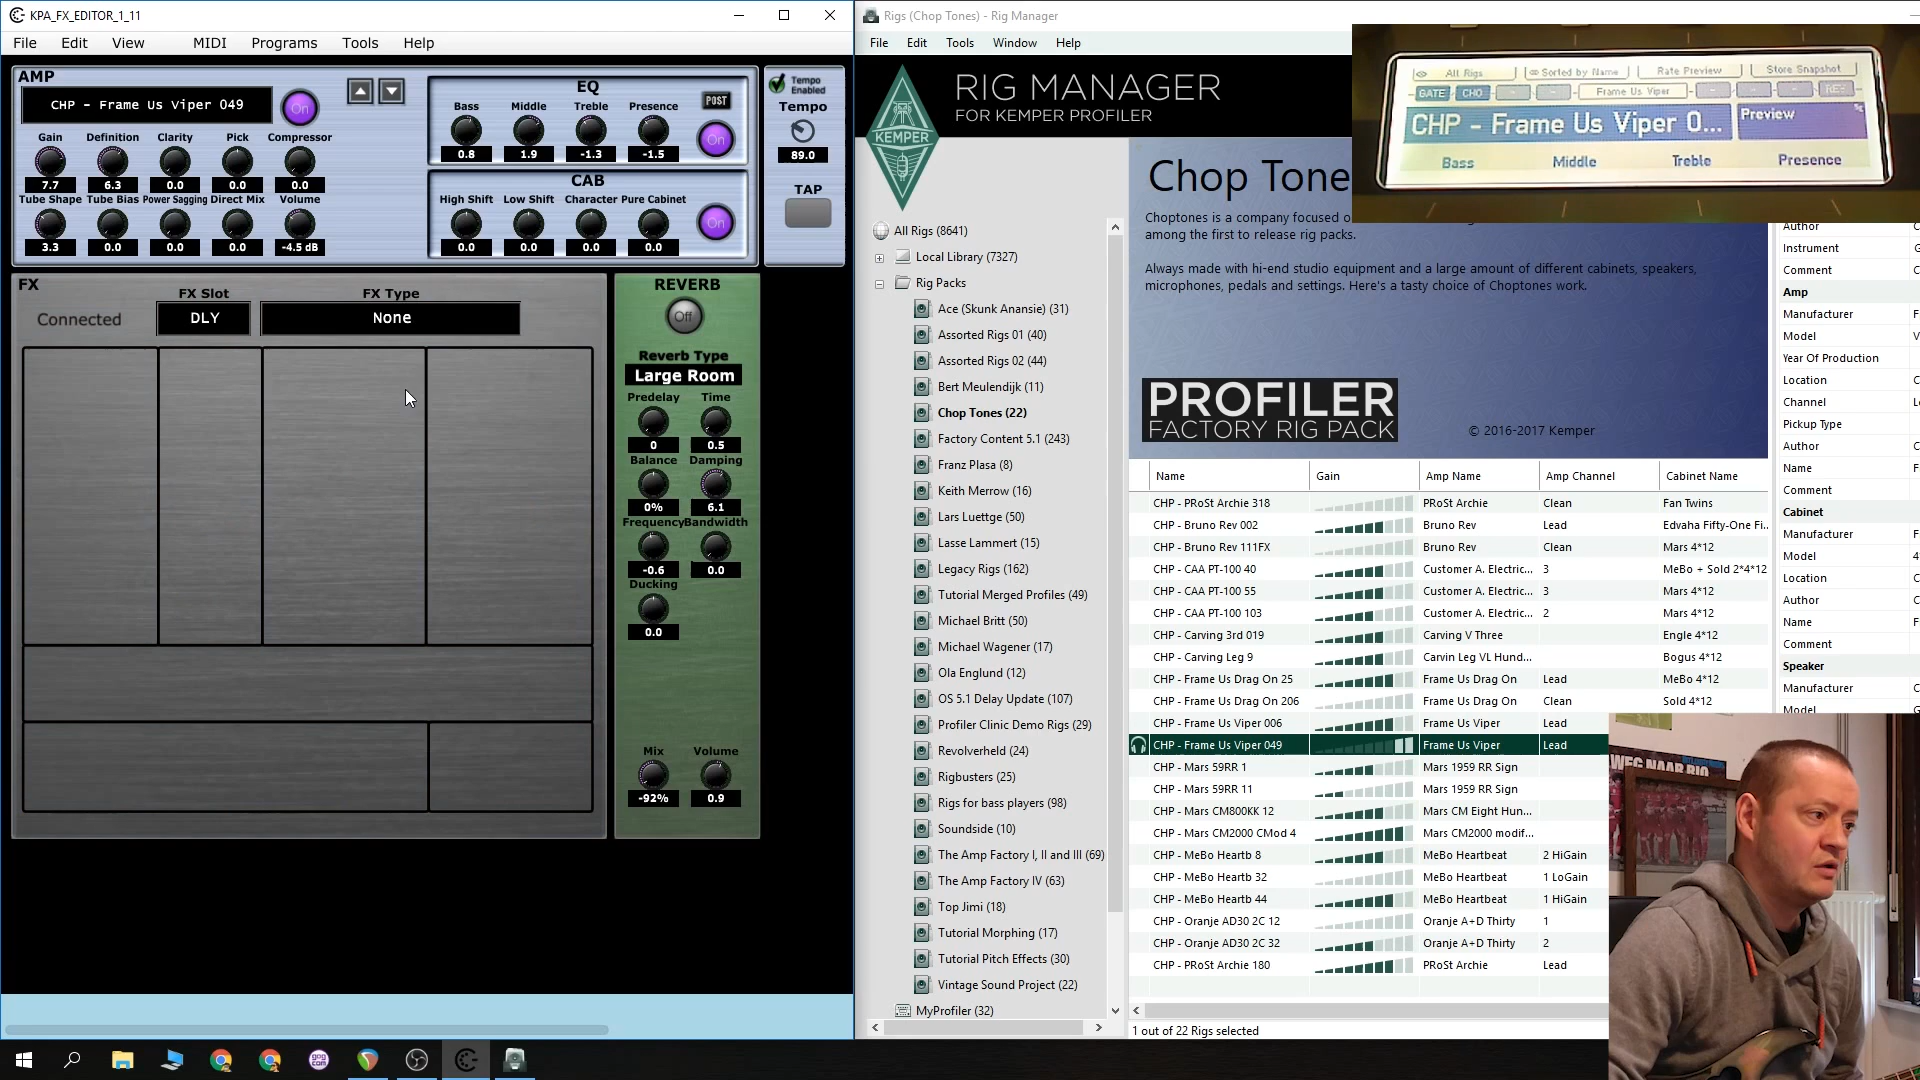 KPA_FX_EDITOR_1_11
File Edit View MIDI Programs Tools Help
AMP
CHP - Frame Us Viper 049
On
Gain Definition Clarity Pick Compressor
7.7 6.3 0.0 0.0 0.0
Tube Shape Tube Bias Power Sagging Direct Mix Volume
3.3 0.0 0.0 0.0 -4.5 dB
EQ
Bass Middle Treble Presence
POST
On
0.8 1.9 -1.3 -1.5
CAB
High Shift Low Shift Character Pure Cabinet
On
0.0 0.0 0.0 0.0
Tempo Enabled
Tempo
89.0
TAP
FX
Connected
FX Slot
DLY
FX Type
None
REVERB
Off
Reverb Type
Large Room
Predelay Time
0 0.5
Balance Damping
0% 6.1
Frequency Bandwidth
-0.6 0.0
Ducking
0.0
Mix Volume
-92% 0.9
Rigs (Chop Tones) - Rig Manager
File Edit Tools Window Help
KEMPER
RIG MANAGER
FOR KEMPER PROFILER
All Rigs (8641)
Local Library (7327)
Rig Packs
Ace (Skunk Anansie) (31)
Assorted Rigs 01 (40)
Assorted Rigs 02 (44)
Bert Meulendijk (11)
Chop Tones (22)
Factory Content 5.1 (243)
Franz Plasa (8)
Keith Merrow (16)
Lars Luettge (50)
Lasse Lammert (15)
Legacy Rigs (162)
Tutorial Merged Profiles (49)
Michael Britt (50)
Michael Wagener (17)
Ola Englund (12)
OS 5.1 Delay Update (107)
Profiler Clinic Demo Rigs (29)
Revolverheld (24)
Rigbusters (25)
Rigs for bass players (98)
Soundside (10)
The Amp Factory I, II and III (69)
The Amp Factory IV (63)
Top Jimi (18)
Tutorial Morphing (17)
Tutorial Pitch Effects (30)
Vintage Sound Project (22)
MyProfiler (32)
Chop Tone
Choptones is a company focused o
among the first to release rig packs.
Always made with hi-end studio equipment and a large amount of different cabinets, speakers,
microphones, pedals and settings. Here's a tasty choice of Choptones work.
PROFILER
FACTORY RIG PACK
© 2016-2017 Kemper
Name Gain Amp Name Amp Channel Cabinet Name
CHP - PRoSt Archie 318 PRoSt Archie Clean Fan Twins
CHP - Bruno Rev 002 Bruno Rev Lead Edvaha Fifty-One Fi...
CHP - Bruno Rev 111FX Bruno Rev Clean Mars 4*12
CHP - CAA PT-100 40 Customer A. Electric... 3 MeBo + Sold 2*4*12
CHP - CAA PT-100 55 Customer A. Electric... 3 Mars 4*12
CHP - CAA PT-100 103 Customer A. Electric... 2 Mars 4*12
CHP - Carving 3rd 019 Carving V Three Engle 4*12
CHP - Carving Leg 9 Carvin Leg VL Hund... Bogus 4*12
CHP - Frame Us Drag On 25 Frame Us Drag On Lead MeBo 4*12
CHP - Frame Us Drag On 206 Frame Us Drag On Clean Sold 4*12
CHP - Frame Us Viper 006 Frame Us Viper Lead
CHP - Frame Us Viper 049 Frame Us Viper Lead
CHP - Mars 59RR 1 Mars 1959 RR Sign
CHP - Mars 59RR 11 Mars 1959 RR Sign
CHP - Mars CM800KK 12 Mars CM Eight Hun...
CHP - Mars CM2000 CMod 4 Mars CM2000 modif...
CHP - MeBo Heartb 8 MeBo Heartbeat 2 HiGain
CHP - MeBo Heartb 32 MeBo Heartbeat 1 LoGain
CHP - MeBo Heartb 44 MeBo Heartbeat 1 HiGain
CHP - Oranje AD30 2C 12 Oranje A+D Thirty 1
CHP - Oranje AD30 2C 32 Oranje A+D Thirty 2
CHP - PRoSt Archie 180 PRoSt Archie Lead
1 out of 22 Rigs selected
All Rigs Sorted by Name Rate Preview Store Snapshot
GATE CHO Frame Us Viper REV
CHP - Frame Us Viper 0... Preview
Bass Middle Treble Presence
Author
Instrument
Comment
Amp
Manufacturer
Model
Year Of Production
Location
Channel
Pickup Type
Author
Name
Comment
Cabinet
Manufacturer
Model
Location
Author
Name
Comment
Speaker
Manufacturer
Model
WEG NAAR RIO
gog com